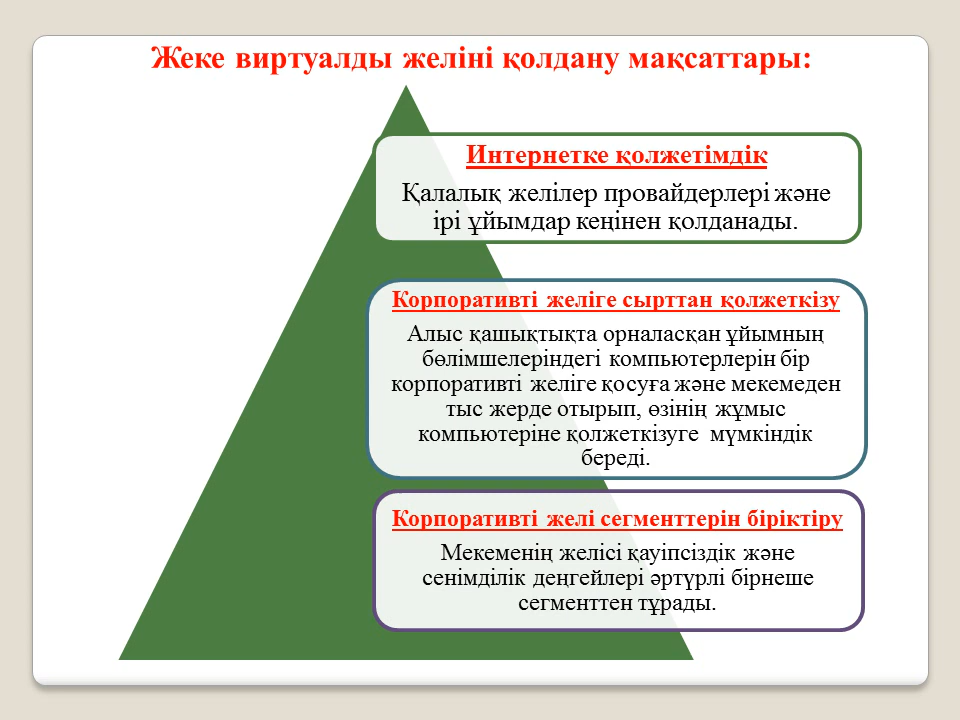 Жеке виртуалды желіні қолдану мақсаттары:
Интернетке қолжетімдік
Қалалық желілер провайдерлері және
ірі ұйымдар кеңінен қолданады.
Корпоративті желіге сырттан қолжеткізу
Алыс қашықтықта орналасқан ұйымның
бөлімшелеріндегі компьютерлерін бір
корпоративті желіге қосуға және мекемеден
тыс жерде отырып, өзінің жұмыс
компьютеріне қолжеткізуге мүмкіндік
береді.
Корпоративті желі сегменттерін біріктіру
Мекеменің желісі қауіпсіздік және
сенімділік деңгейлері әртүрлі бірнеше
сегменттен тұрады.